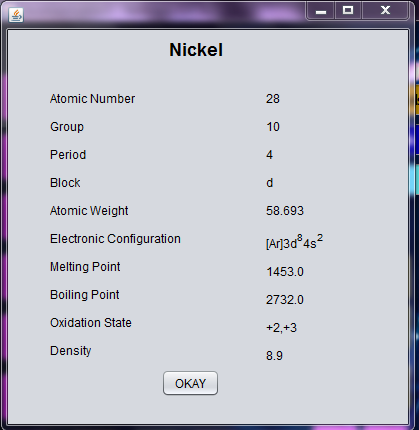 Nickel
Atomic Number 28
Group 10
Period 4
Block d
Atomic Weight 58.693
Electronic Configuration [Ar]3d⁸4s²
Melting Point 1453.0
Boiling Point 2732.0
Oxidation State +2,+3
Density 8.9
OKAY